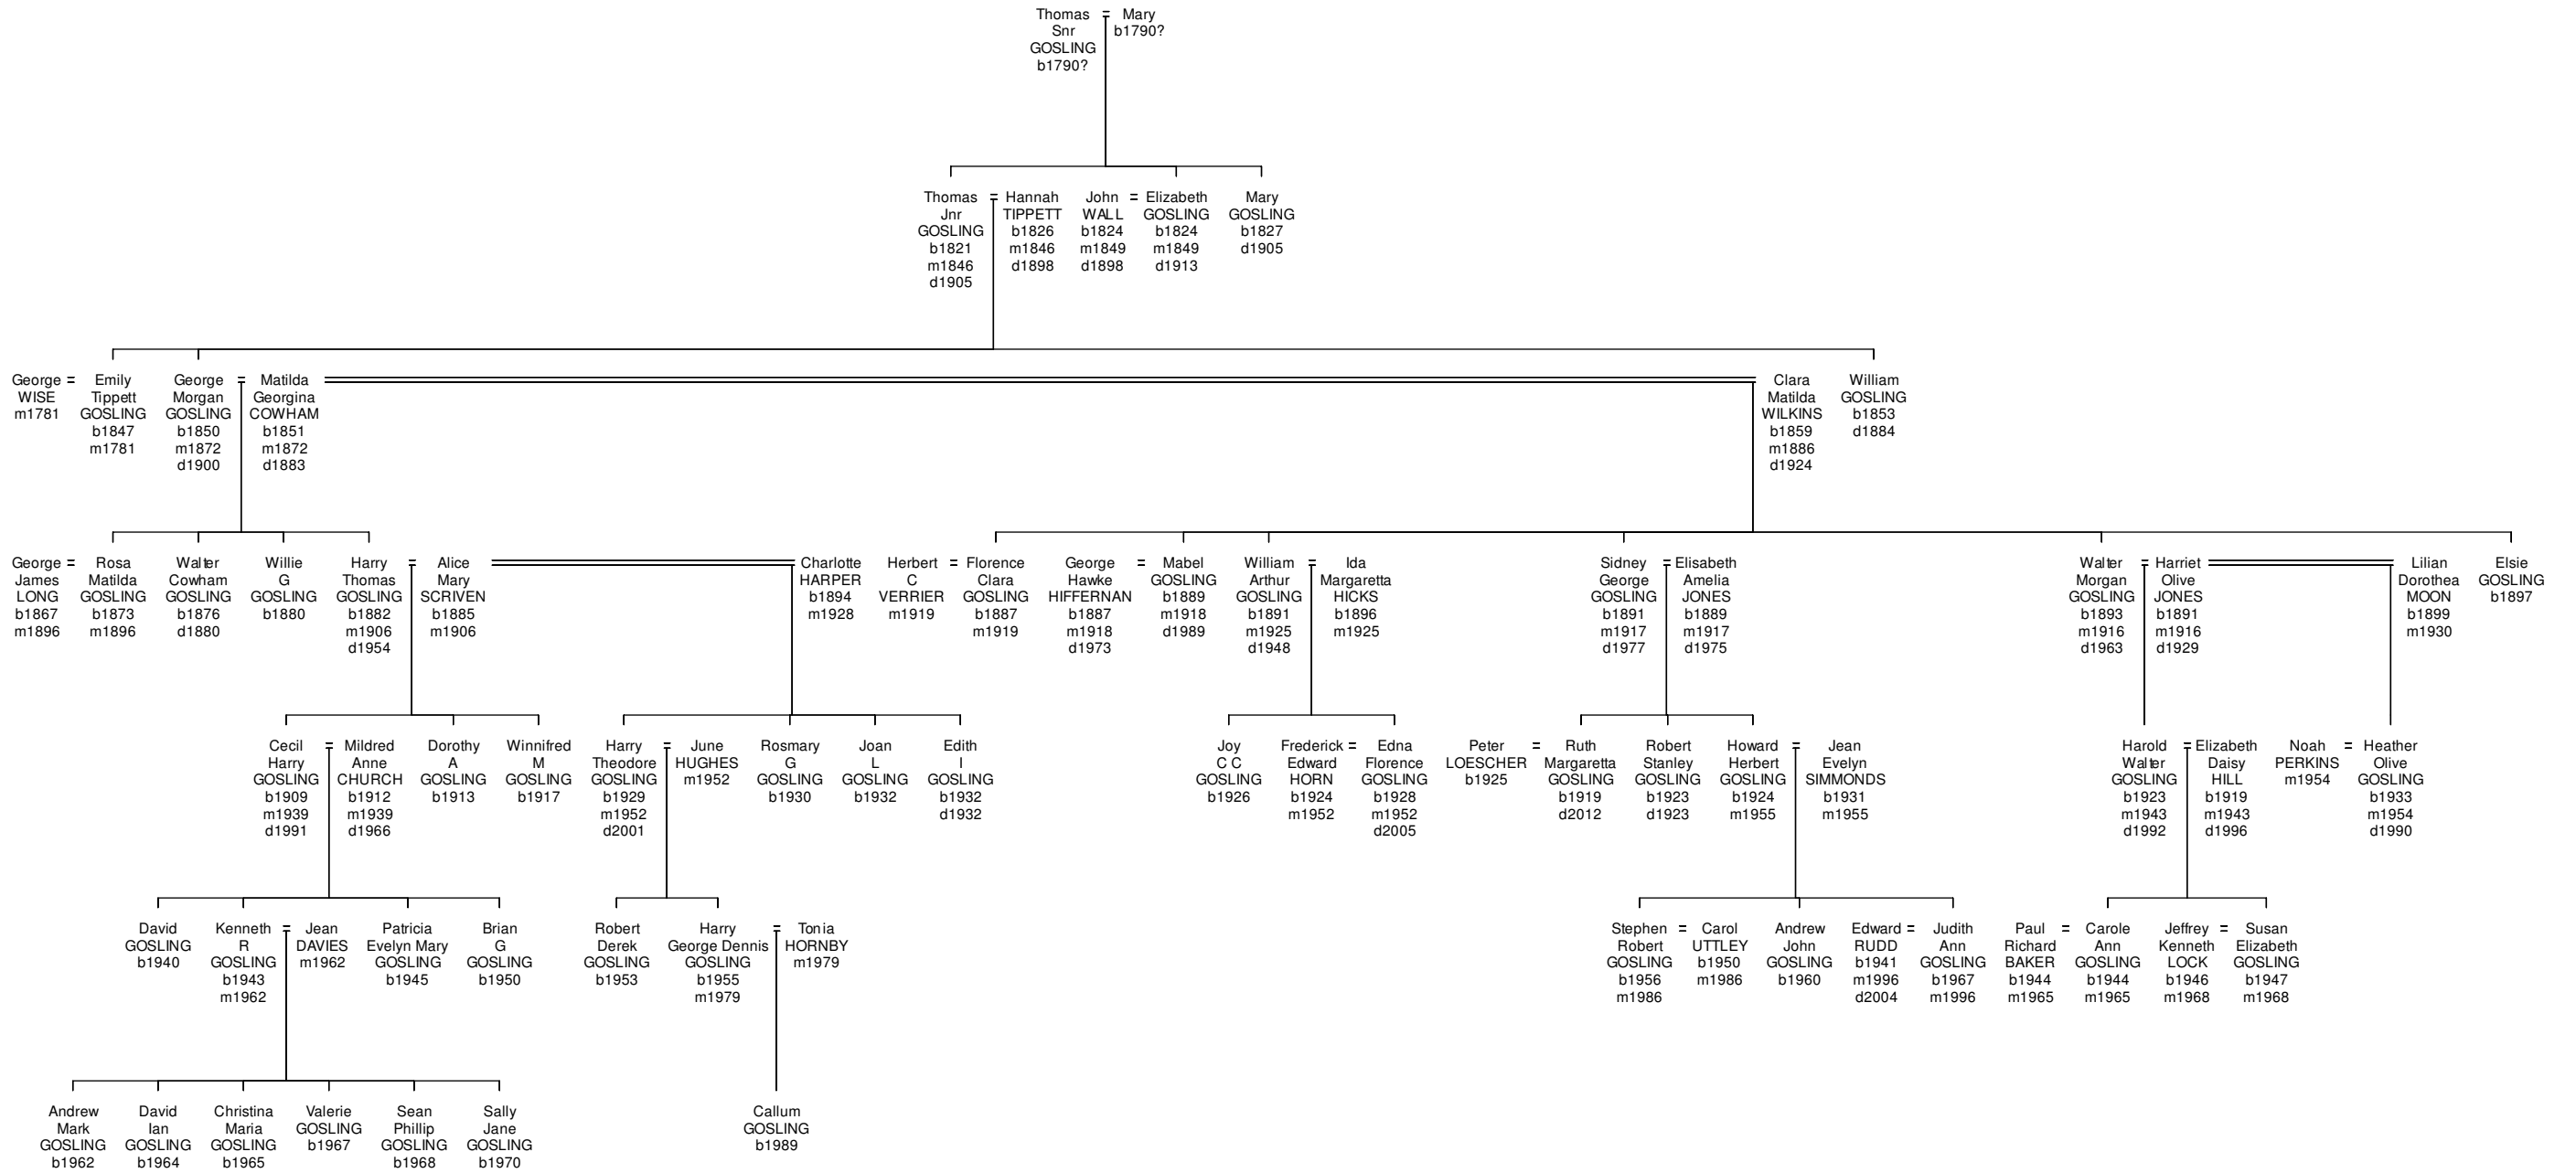 Thomas = Mary
Snr b1790?
GOSLING
b1790?
Thomas = Hannah John = Elizabeth Mary
Jnr TIPPETT WALL GOSLING GOSLING
GOSLING b1826 b1824 b1824 b1827
b1821 m1846 m1849 m1849 d1905
m1846 d1898 d1898 d1913
d1905
George = Emily George = Matilda Clara William
WISE Tippett Morgan Georgina Matilda GOSLING
m1781 GOSLING GOSLING COWHAM WILKINS b1853
b1847 b1850 b1851 b1859 d1884
m1781 m1872 m1872 m1886
d1900 d1883 d1924
George = Rosa Walter Willie Harry = Alice Charlotte Herbert = Florence George = Mabel William = Ida Sidney = Elisabeth Walter = Harriet Lilian Elsie
James Matilda Cowham G Thomas Mary HARPER C Clara Hawke GOSLING Arthur Margaretta George Amelia Morgan Olive Dorothea GOSLING
LONG GOSLING GOSLING GOSLING GOSLING SCRIVEN b1894 VERRIER GOSLING HIFFERNAN b1889 GOSLING HICKS GOSLING JONES GOSLING JONES MOON b1897
b1867 b1873 b1876 b1880 b1882 b1885 m1928 m1919 b1887 b1887 m1918 b1891 b1896 b1891 b1889 b1893 b1891 b1899
m1896 m1896 d1880 m1906 m1906 m1919 m1918 d1989 m1925 m1925 m1917 m1917 m1916 m1916 m1930
d1954 d1973 d1948 d1977 d1975 d1963 d1929
Cecil = Mildred Dorothy Winnifred Harry = June Rosmary Joan Edith Joy Frederick = Edna Peter = Ruth Robert Howard = Jean Harold = Elizabeth Noah = Heather
Harry Anne A M Theodore HUGHES G L I C C Edward Florence LOESCHER Margaretta Stanley Herbert Evelyn Walter Daisy PERKINS Olive
GOSLING CHURCH GOSLING GOSLING GOSLING m1952 GOSLING GOSLING GOSLING GOSLING HORN GOSLING b1925 GOSLING GOSLING GOSLING SIMMONDS GOSLING HILL m1954 GOSLING
b1909 b1912 b1913 b1917 b1929 b1930 b1932 b1932 b1926 b1924 b1928 b1919 b1923 b1924 b1931 b1923 b1919 b1933
m1939 m1939 m1952 d1932 m1952 m1952 d2012 d1923 m1955 m1955 m1943 m1943 m1954
d1991 d1966 d2001 d2005 d1992 d1996 d1990
David Kenneth = Jean Patricia Brian Robert Harry = Tonia Stephen = Carol Andrew Edward = Judith Paul = Carole Jeffrey = Susan
GOSLING R DAVIES Evelyn Mary G Derek George Dennis HORNBY Robert UTTLEY John RUDD Ann Richard Ann Kenneth Elizabeth
b1940 GOSLING m1962 GOSLING GOSLING GOSLING GOSLING m1979 GOSLING b1950 GOSLING b1941 GOSLING BAKER GOSLING LOCK GOSLING
b1943 b1945 b1950 b1953 b1955 b1956 m1986 b1960 m1996 b1967 b1944 b1944 b1946 b1947
m1962 m1979 m1986 d2004 m1996 m1965 m1965 m1968 m1968
Andrew David Christina Valerie Sean Sally Callum
Mark Ian Maria GOSLING Phillip Jane GOSLING
GOSLING GOSLING GOSLING b1967 GOSLING GOSLING b1989
b1962 b1964 b1965 b1968 b1970